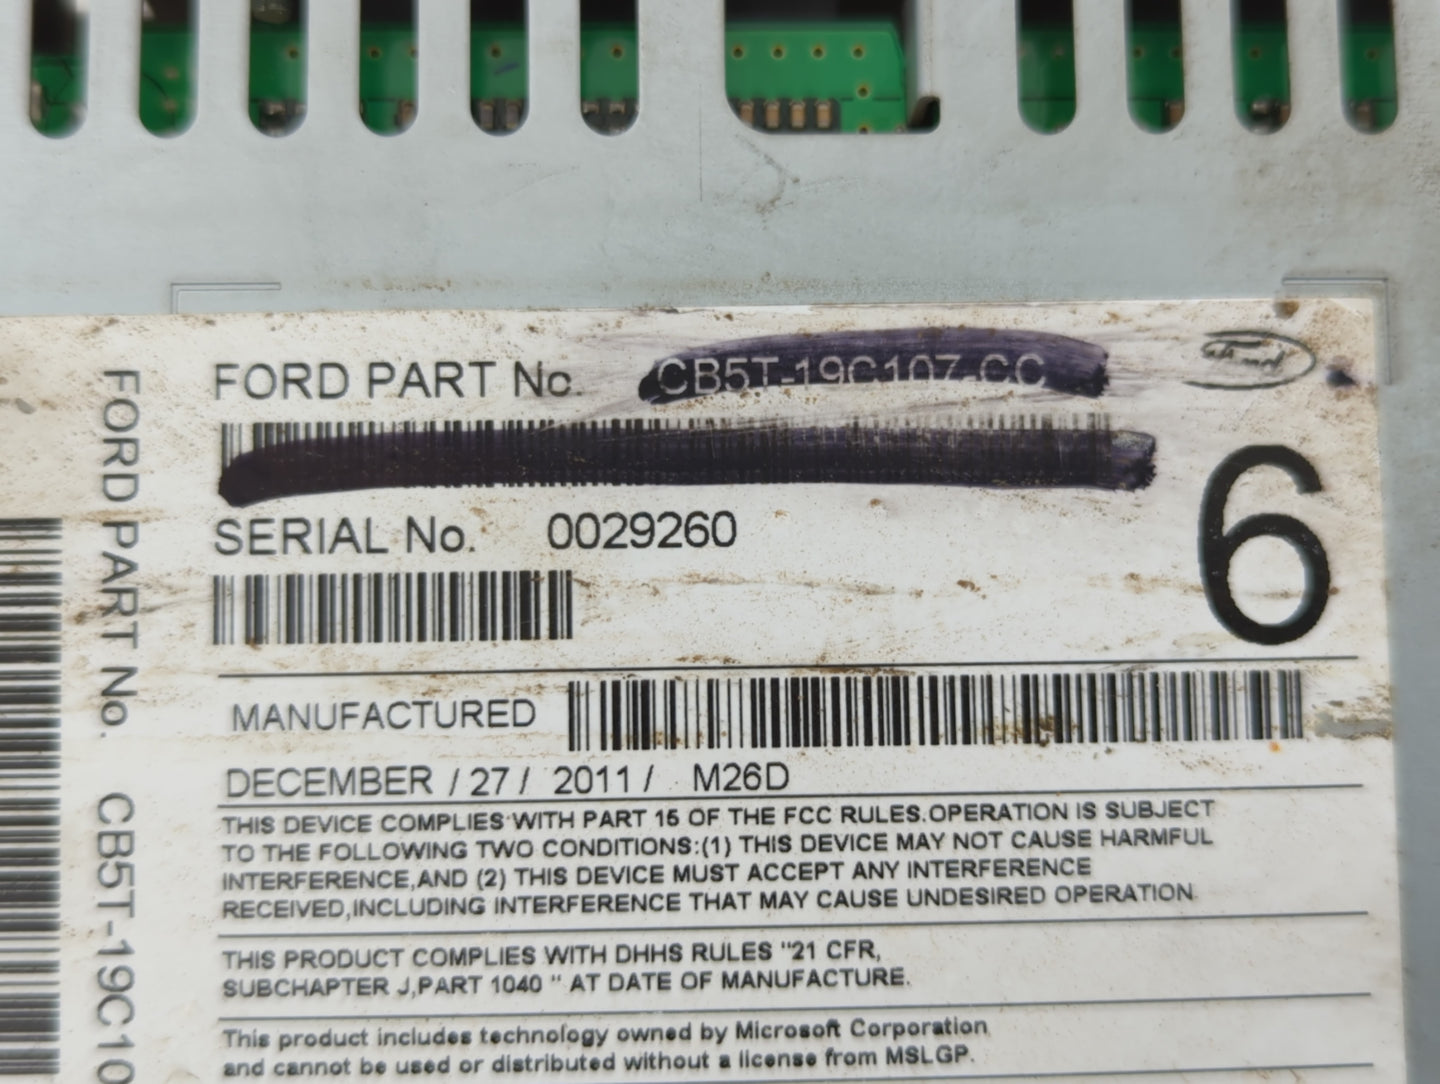 FORD PART No. CB5T-19C107-CC
SERIAL No. 0029260
6
MANUFACTURED
DECEMBER / 27 / 2011 / M26D
THIS DEVICE COMPLIES WITH PART 15 OF THE FCC RULES.OPERATION IS SUBJECT
TO THE FOLLOWING TWO CONDITIONS:(1) THIS DEVICE MAY NOT CAUSE HARMFUL
INTERFERENCE,AND (2) THIS DEVICE MUST ACCEPT ANY INTERFERENCE
RECEIVED,INCLUDING INTERFERENCE THAT MAY CAUSE UNDESIRED OPERATION
THIS PRODUCT COMPLIES WITH DHHS RULES "21 CFR,
SUBCHAPTER J,PART 1040 " AT DATE OF MANUFACTURE.
This product includes technology owned by Microsoft Corporation
and cannot be used or distributed without a license from MSLGP.
Ford
FORD PART No. CB5T-19C10